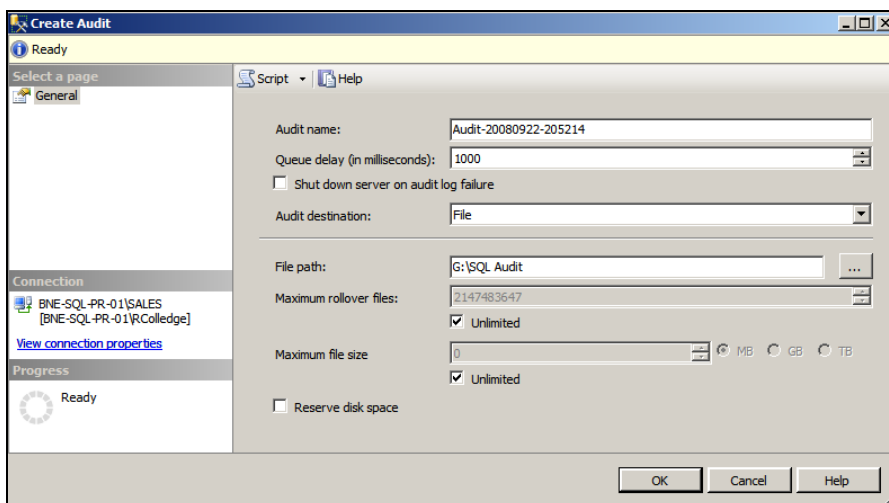 Create Audit
Ready
Select a page
General
Script Help
Audit name: Audit-20080922-205214
Queue delay (in milliseconds): 1000
Shut down server on audit log failure
Audit destination: File
File path: G:\SQL Audit ...
Maximum rollover files: 2147483647
Unlimited
Maximum file size 0 MB GB TB
Unlimited
Reserve disk space
Connection
BNE-SQL-PR-01\SALES
[BNE-SQL-PR-01\RColledge]
View connection properties
Progress
Ready
OK Cancel Help